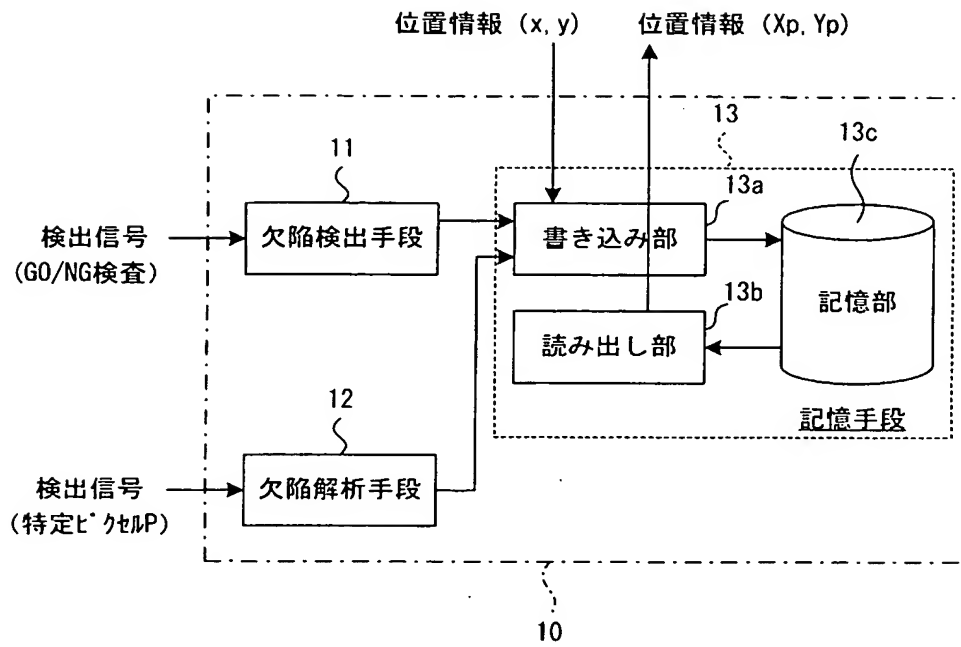 位置情報 (x, y)
位置情報 (Xp, Yp)
13
13c
11
13a
検出信号
(GO/NG検査)
欠陥検出手段
書き込み部
記憶部
13b
読み出し部
記憶手段
12
検出信号
(特定ﾋﾟｸｾﾙP)
欠陥解析手段
10